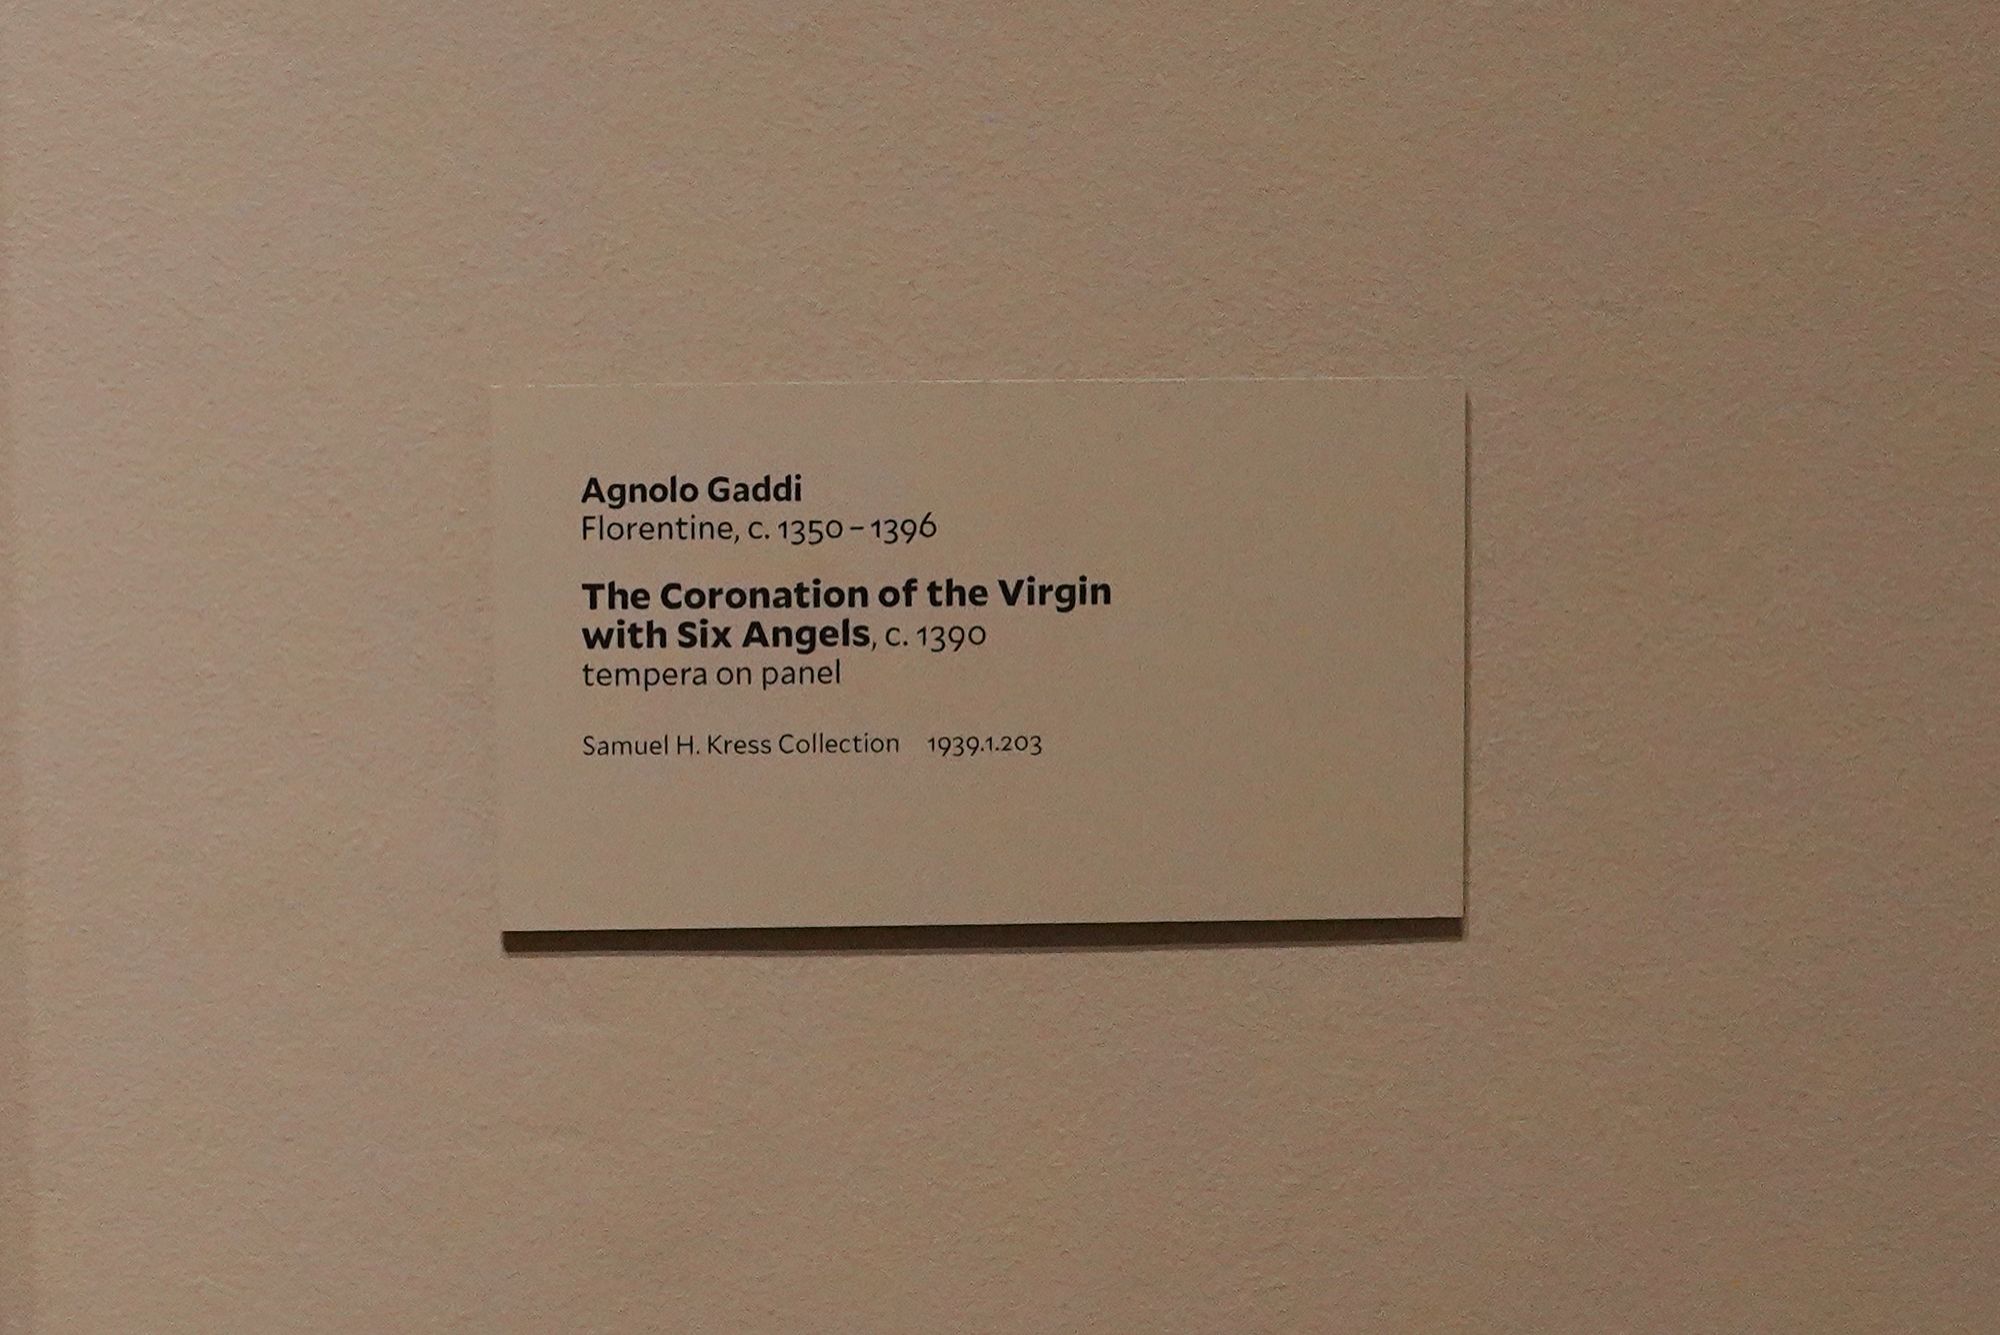 Agnolo Gaddi
Florentine, c. 1350 – 1396
The Coronation of the Virgin
with Six Angels, c. 1390
tempera on panel
Samuel H. Kress Collection 1939.1.203